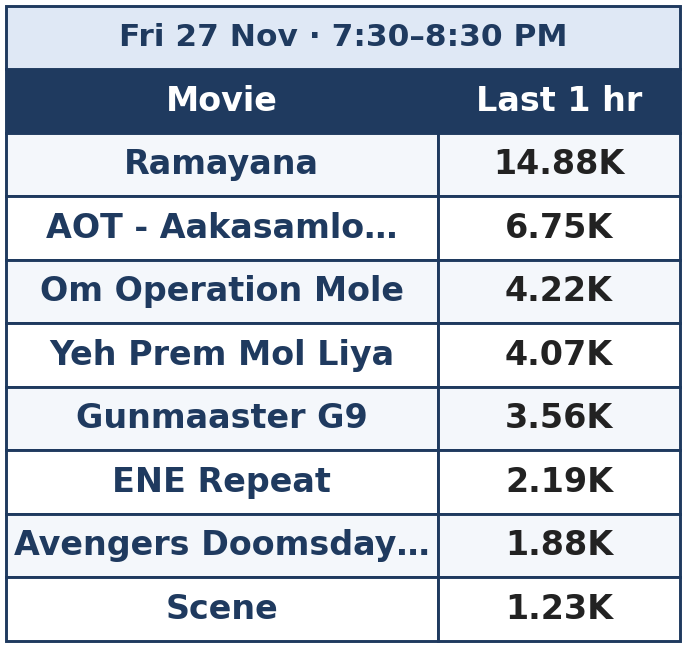 Fri 27 Nov · 7:30–8:30 PM
Movie Last 1 hr
Ramayana 14.88K
AOT - Aakasamlo... 6.75K
Om Operation Mole 4.22K
Yeh Prem Mol Liya 4.07K
Gunmaaster G9 3.56K
ENE Repeat 2.19K
Avengers Doomsday... 1.88K
Scene 1.23K